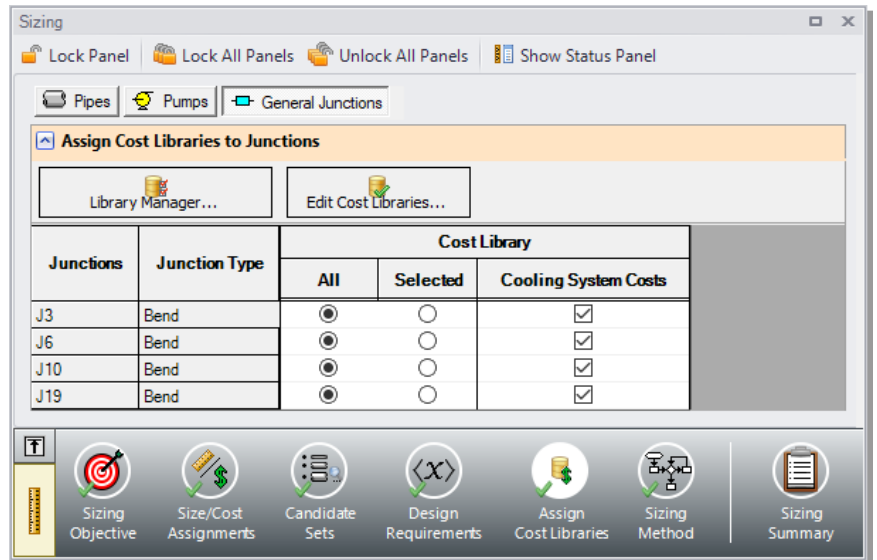 Sizing
Lock Panel Lock All Panels Unlock All Panels Show Status Panel
Pipes Pumps General Junctions
Assign Cost Libraries to Junctions
Library Manager... Edit Cost Libraries...
Junctions Junction Type Cost Library
All Selected Cooling System Costs
J3 Bend
J6 Bend
J10 Bend
J19 Bend
Sizing Objective
Size/Cost Assignments
Candidate Sets
<x>
Design Requirements
Assign Cost Libraries
Sizing Method
Sizing Summary